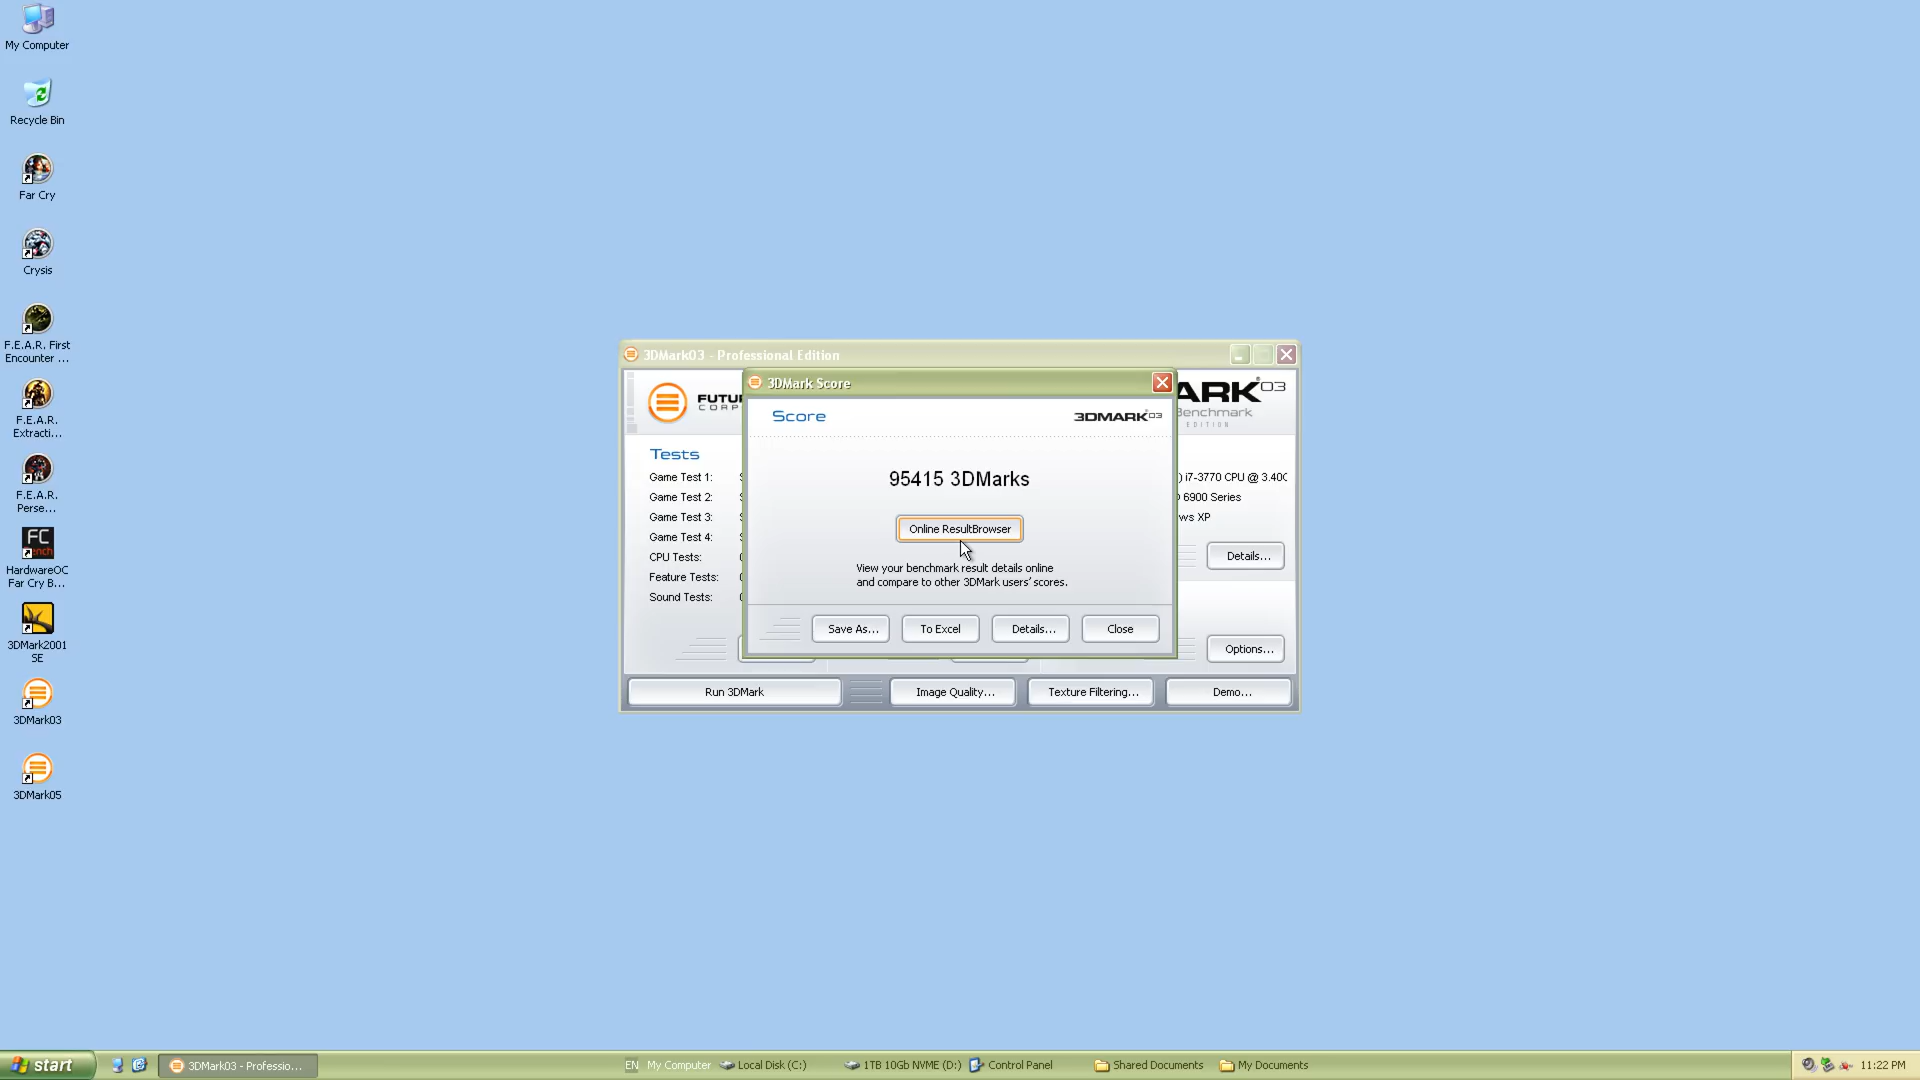 My Computer
Recycle Bin
Far Cry
Crysis
F.E.A.R. First
Encounter ...
F.E.A.R.
Extracti...
F.E.A.R.
Perse...
FC
HardwareOC
Far Cry B...
3DMark2001
SE
3DMark03
3DMark05
3DMark03 - Professional Edition
3DMark Score
Score
3DMARK03
95415 3DMarks
Online ResultBrowser
View your benchmark result details online
and compare to other 3DMark users' scores.
Save As...
To Excel
Details...
Close
FUTU
CORP
ARK 03
Benchmark
EDITION
Tests
Game Test 1:
Game Test 2:
Game Test 3:
Game Test 4:
CPU Tests:
Feature Tests:
Sound Tests:
) i7-3770 CPU @ 3.40G
6900 Series
ws XP
Details...
Options...
Run 3DMark
Image Quality...
Texture Filtering...
Demo...
start
3DMark03 - Professio...
EN
My Computer
Local Disk (C:)
1TB 10Gb NVME (D:)
Control Panel
Shared Documents
My Documents
11:22 PM